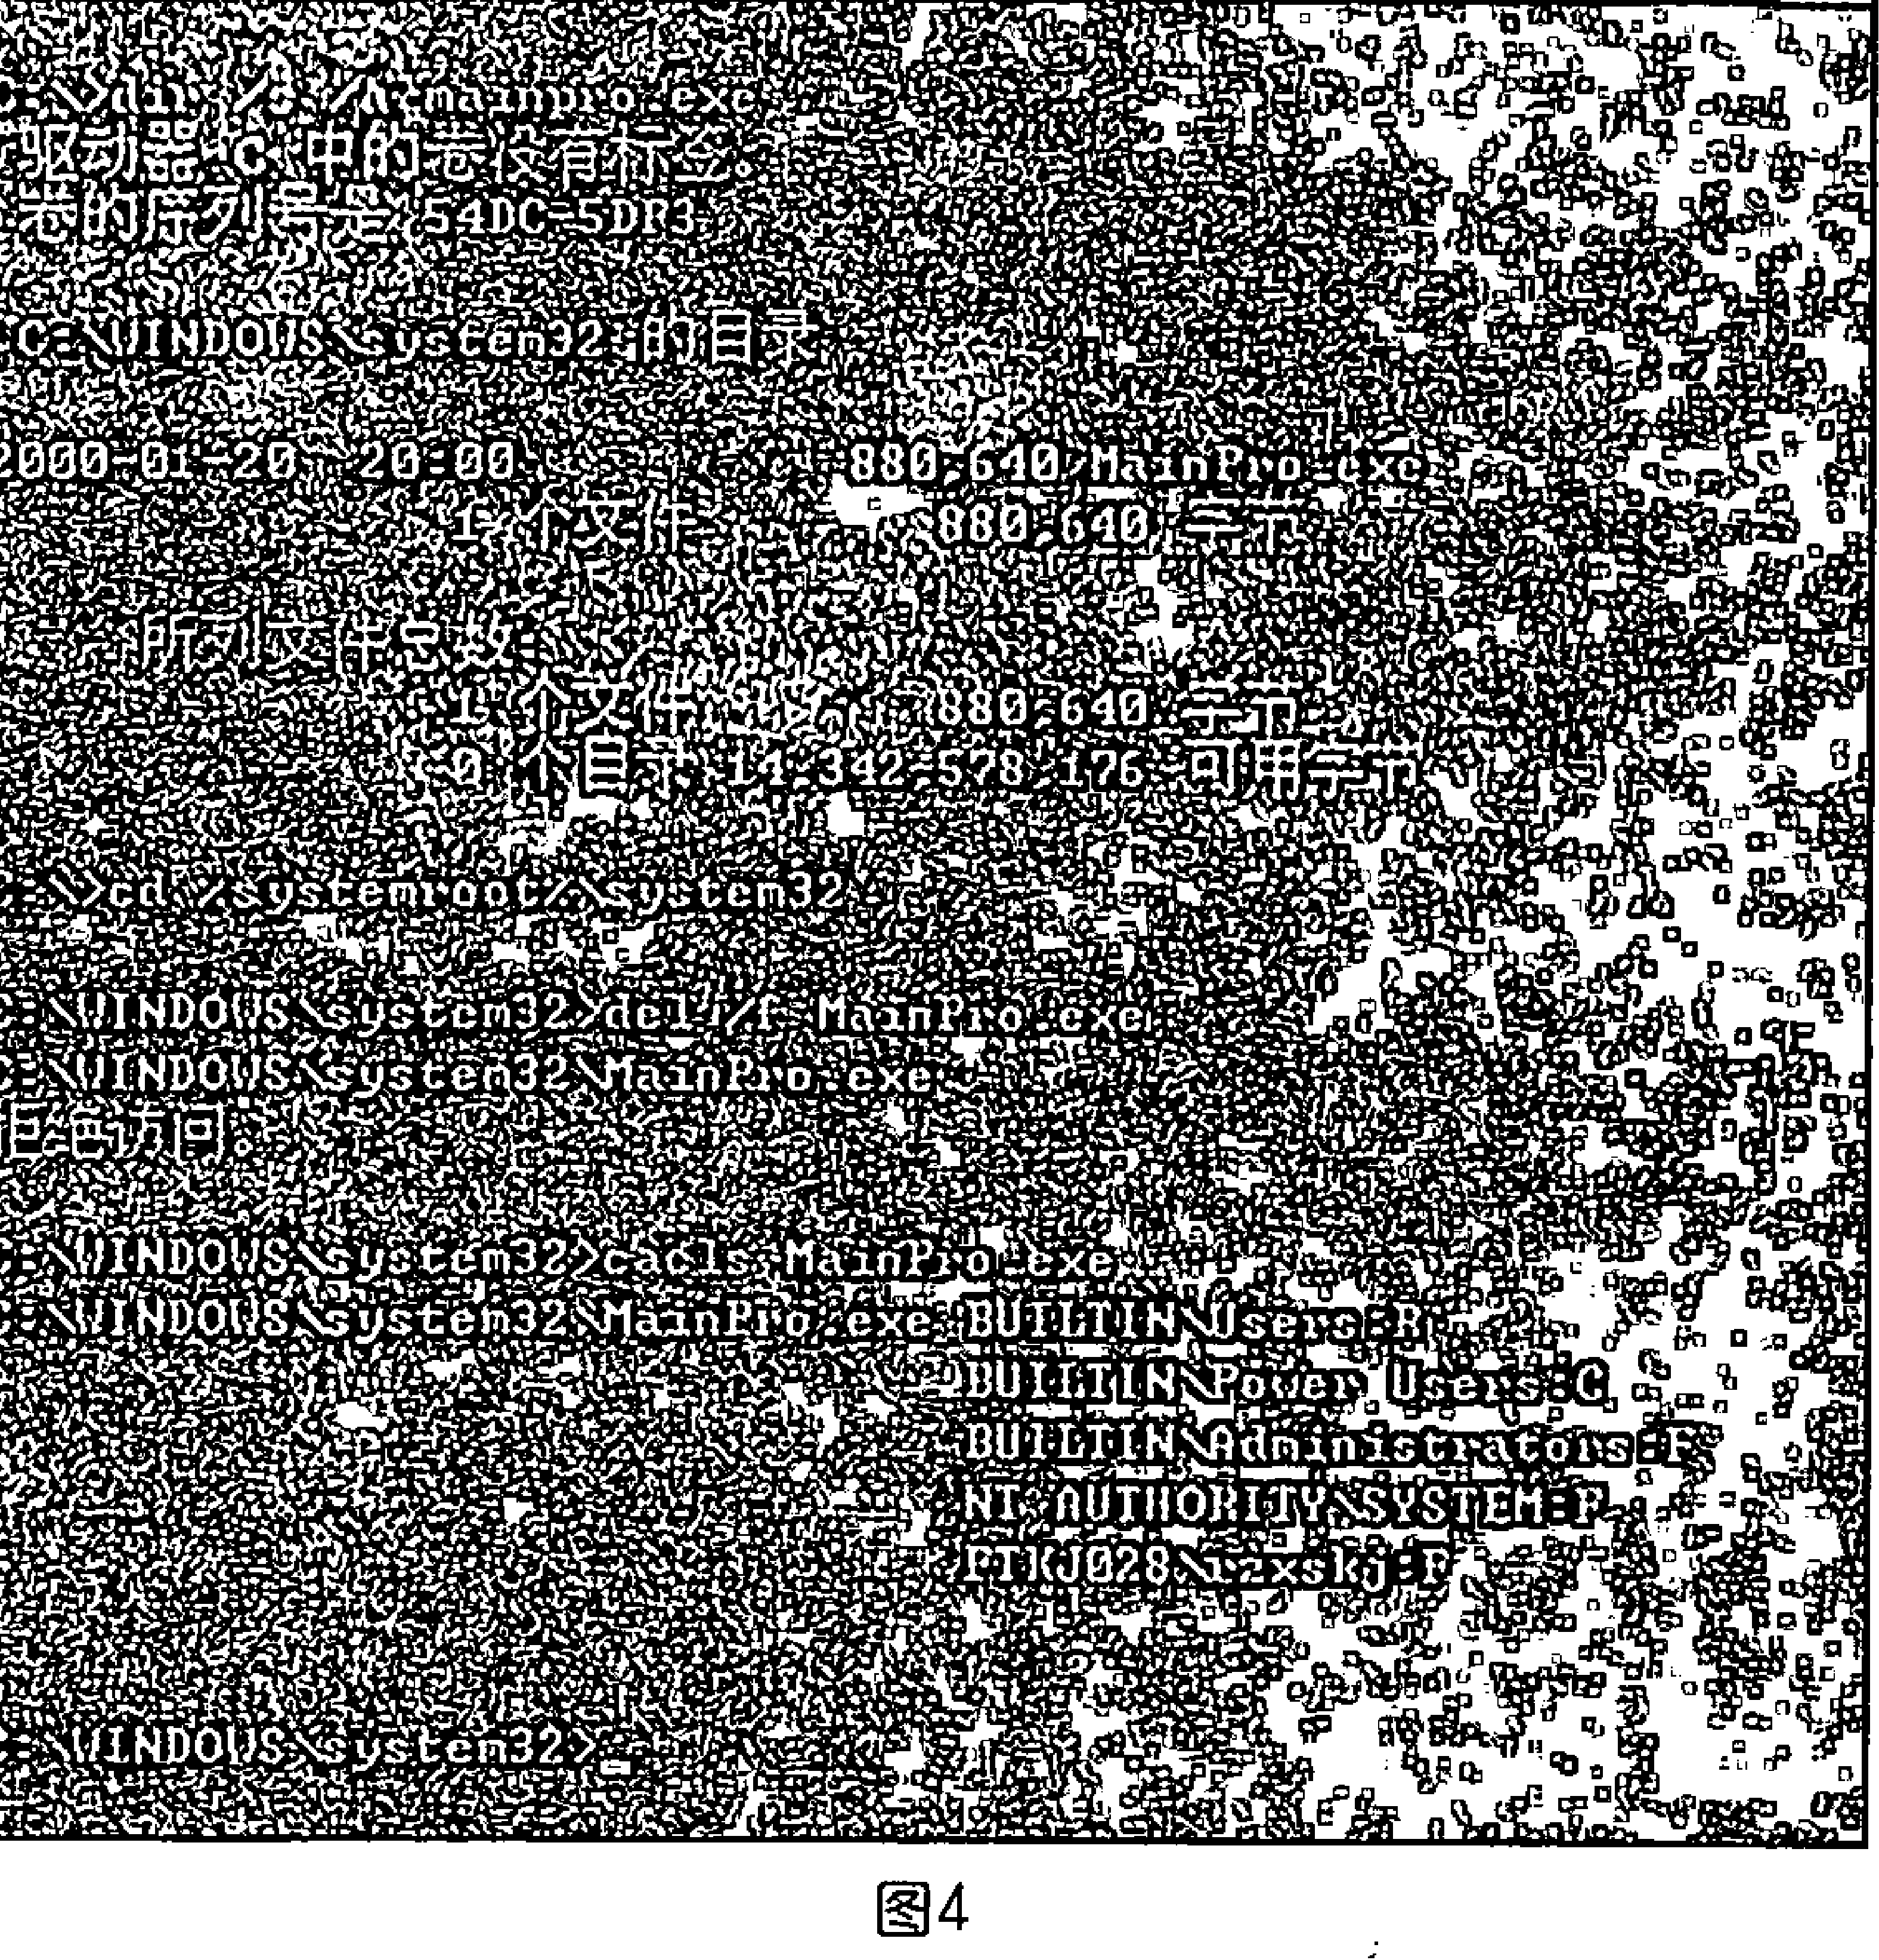 :\>dir /s /A mainpro.exe
驱动器 C 中的卷没有标签。
卷的序列号是 54DC-5DB3
C:\WINDOWS\system32 的目录
2000-01-20 20:00 880,640 MainPro.exe
1 个文件 880,640 字节
所列文件总数:
1 个文件 880,640 字节
0 个目录 14,342,578,176 可用字节
:\>cd /systemroot/\system32
:\WINDOWS\system32>del /f MainPro.exe
:\WINDOWS\system32\MainPro.exe
拒绝访问。
:\WINDOWS\system32>cacls MainPro.exe
:\WINDOWS\system32\MainPro.exe BUILTIN\Users:R
BUILTIN\Power Users:C
BUILTIN\Administrators:F
NT AUTHORITY\SYSTEM:F
:\WINDOWS\system32>_
图4